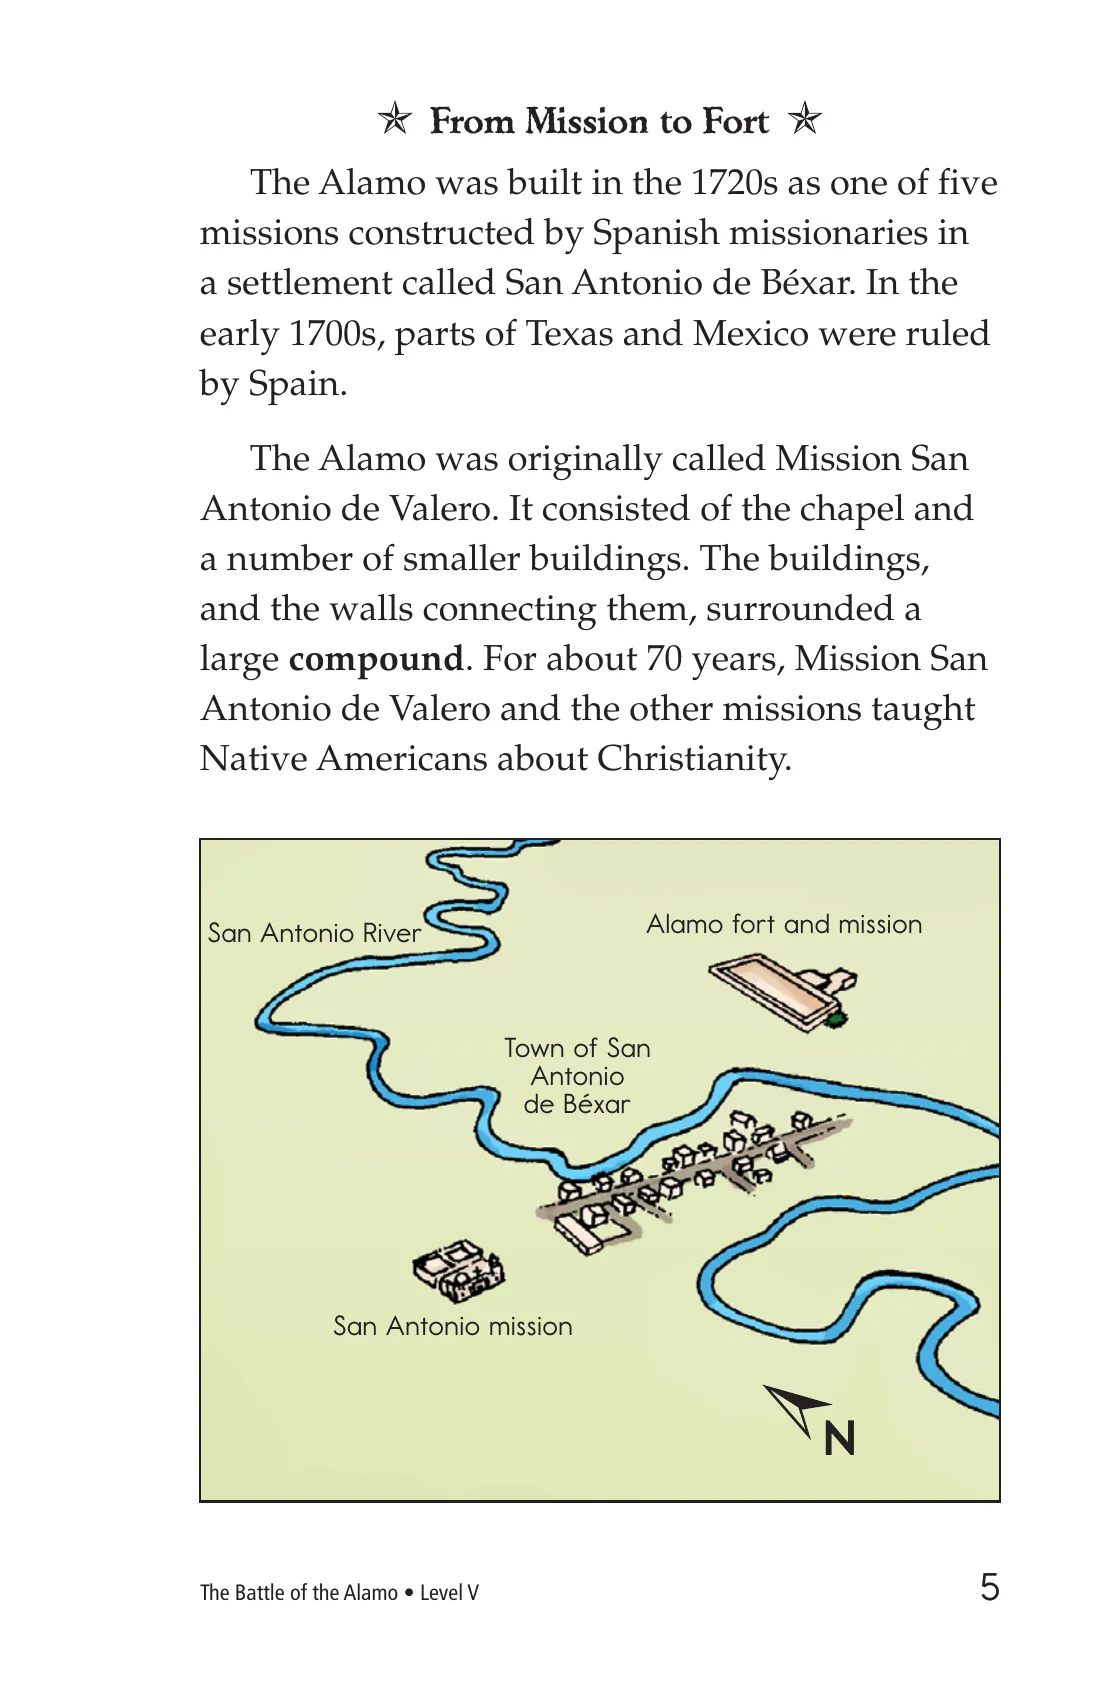 From Mission to Fort
The Alamo was built in the 1720s as one of five
missions constructed by Spanish missionaries in
a settlement called San Antonio de Béxar. In the
early 1700s, parts of Texas and Mexico were ruled
by Spain.
The Alamo was originally called Mission San
Antonio de Valero. It consisted of the chapel and
a number of smaller buildings. The buildings,
and the walls connecting them, surrounded a
large compound. For about 70 years, Mission San
Antonio de Valero and the other missions taught
Native Americans about Christianity.
San Antonio River
Alamo fort and mission
Town of San
Antonio
de Béxar
San Antonio mission
N
The Battle of the Alamo • Level V
5